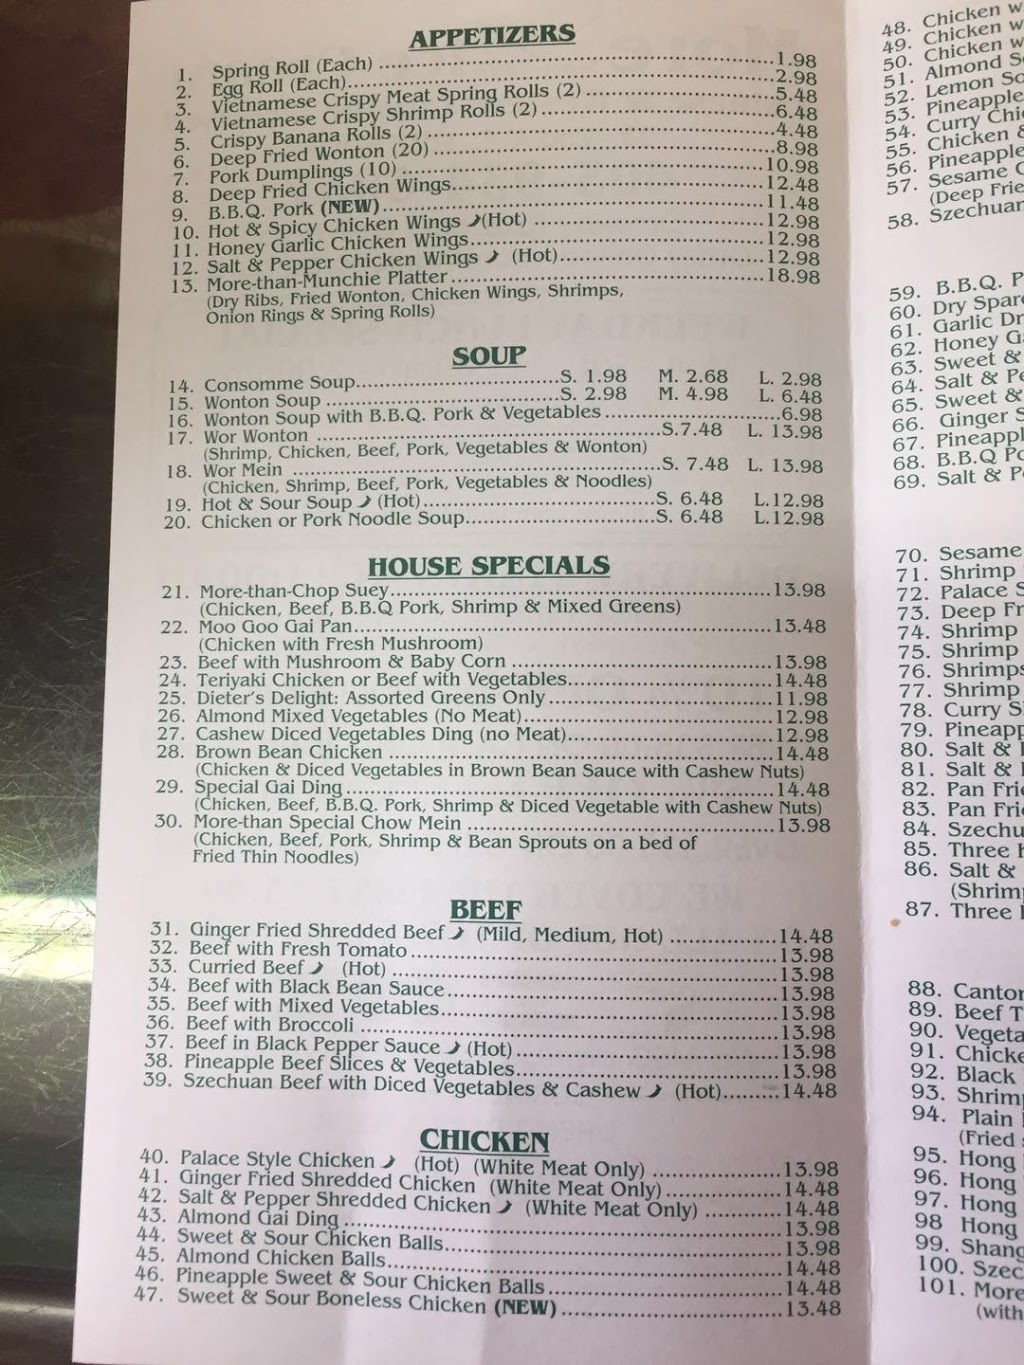 APPETIZERS
1. Spring Roll (Each) ........ 1.98
2. Egg Roll (Each) ........ 2.98
3. Vietnamese Crispy Meat Spring Rolls (2) ........ 5.48
4. Vietnamese Crispy Shrimp Rolls (2) ........ 6.48
5. Crispy Banana Rolls (2) ........ 4.48
6. Deep Fried Wonton (20) ........ 8.98
7. Pork Dumplings (10) ........ 10.98
8. Deep Fried Chicken Wings ........ 12.48
9. B.B.Q. Pork (NEW) ........ 11.48
10. Hot & Spicy Chicken Wings (Hot) ........ 12.98
11. Honey Garlic Chicken Wings ........ 12.98
12. Salt & Pepper Chicken Wings (Hot) ........ 12.98
13. More-than-Munchie Platter ........ 18.98
(Dry Ribs, Fried Wonton, Chicken Wings, Shrimps,
Onion Rings & Spring Rolls)
SOUP
14. Consomme Soup ........ S. 1.98 M. 2.68 L. 2.98
15. Wonton Soup ........ S. 2.98 M. 4.98 L. 6.48
16. Wonton Soup with B.B.Q. Pork & Vegetables ........ 6.98
17. Wor Wonton ........ S.7.48 L. 13.98
(Shrimp, Chicken, Beef, Pork, Vegetables & Wonton)
18. Wor Mein ........ S. 7.48 L. 13.98
(Chicken, Shrimp, Beef, Pork, Vegetables & Noodles)
19. Hot & Sour Soup (Hot) ........ S. 6.48 L.12.98
20. Chicken or Pork Noodle Soup ........ S. 6.48 L.12.98
HOUSE SPECIALS
21. More-than-Chop Suey ........ 13.98
(Chicken, Beef, B.B.Q Pork, Shrimp & Mixed Greens)
22. Moo Goo Gai Pan ........ 13.48
(Chicken with Fresh Mushroom)
23. Beef with Mushroom & Baby Corn ........ 13.98
24. Teriyaki Chicken or Beef with Vegetables ........ 14.48
25. Dieter's Delight: Assorted Greens Only ........ 11.98
26. Almond Mixed Vegetables (No Meat) ........ 12.98
27. Cashew Diced Vegetables Ding (no Meat) ........ 12.98
28. Brown Bean Chicken ........ 14.48
(Chicken & Diced Vegetables in Brown Bean Sauce with Cashew Nuts)
29. Special Gai Ding ........ 14.48
(Chicken, Beef, B.B.Q. Pork, Shrimp & Diced Vegetable with Cashew Nuts)
30. More-than Special Chow Mein ........ 13.98
(Chicken, Beef, Pork, Shrimp & Bean Sprouts on a bed of
Fried Thin Noodles)
BEEF
31. Ginger Fried Shredded Beef (Mild, Medium, Hot) ........ 14.48
32. Beef with Fresh Tomato ........ 13.98
33. Curried Beef (Hot) ........ 13.98
34. Beef with Black Bean Sauce ........ 13.98
35. Beef with Mixed Vegetables ........ 13.98
36. Beef with Broccoli ........ 13.98
37. Beef in Black Pepper Sauce (Hot) ........ 13.98
38. Pineapple Beef Slices & Vegetables ........ 13.98
39. Szechuan Beef with Diced Vegetables & Cashew (Hot) ........ 14.48
CHICKEN
40. Palace Style Chicken (Hot) (White Meat Only) ........ 13.98
41. Ginger Fried Shredded Chicken (White Meat Only) ........ 14.48
42. Salt & Pepper Shredded Chicken (White Meat Only) ........ 14.48
43. Almond Gai Ding ........ 13.98
44. Sweet & Sour Chicken Balls ........ 13.98
45. Almond Chicken Balls ........ 14.48
46. Pineapple Sweet & Sour Chicken Balls ........ 14.48
47. Sweet & Sour Boneless Chicken (NEW) ........ 13.48
48. Chicken
49. Chicken
50. Chicken
51. Almond
52. Lemon
53. Pineapple
54. Curry
55. Chicken &
56. Pineapple
57. Sesame
(Deep
58. Szechuan
59. B.B.Q.
60. Dry
61. Garlic
62. Honey
63. Sweet &
64. Salt &
65. Sweet &
66. Ginger
67. Pineapple
68. B.B.Q
69. Salt &
70. Sesame
71. Shrimp
72. Palace
73. Deep
74. Shrimp
75. Shrimp
76. Shrimps
77. Shrimp
78. Curry
79.
80. Salt &
81. Salt &
82. Pan
83. Pan
84.
85. Three
86. Salt &
87. Three
88.
89. Beef
90.
91.
92. Black
93.
94. Plain
(Fried
95. Hong
96. Hong
97. Hong
98 Hong
99.
100.
101. More
(with